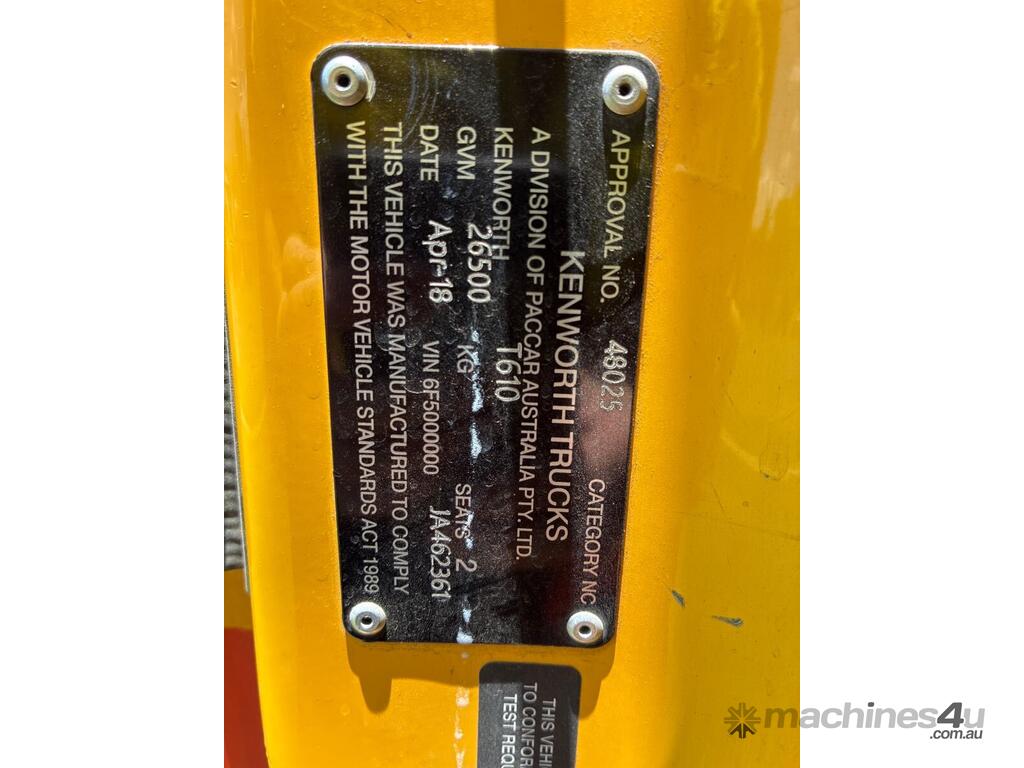 APPROVAL NO. 48025 CATEGORY NC
KENWORTH TRUCKS
A DIVISION OF PACCAR AUSTRALIA PTY. LTD.
KENWORTH T610
GVM 26500 KG SEATS 2
DATE Apr-18 VIN 6F5000000 JA462361
THIS VEHICLE WAS MANUFACTURED TO COMPLY
WITH THE MOTOR VEHICLE STANDARDS ACT 1989
THIS VEHI
TO CONFOR
TEST REQU
machines4u
.com.au